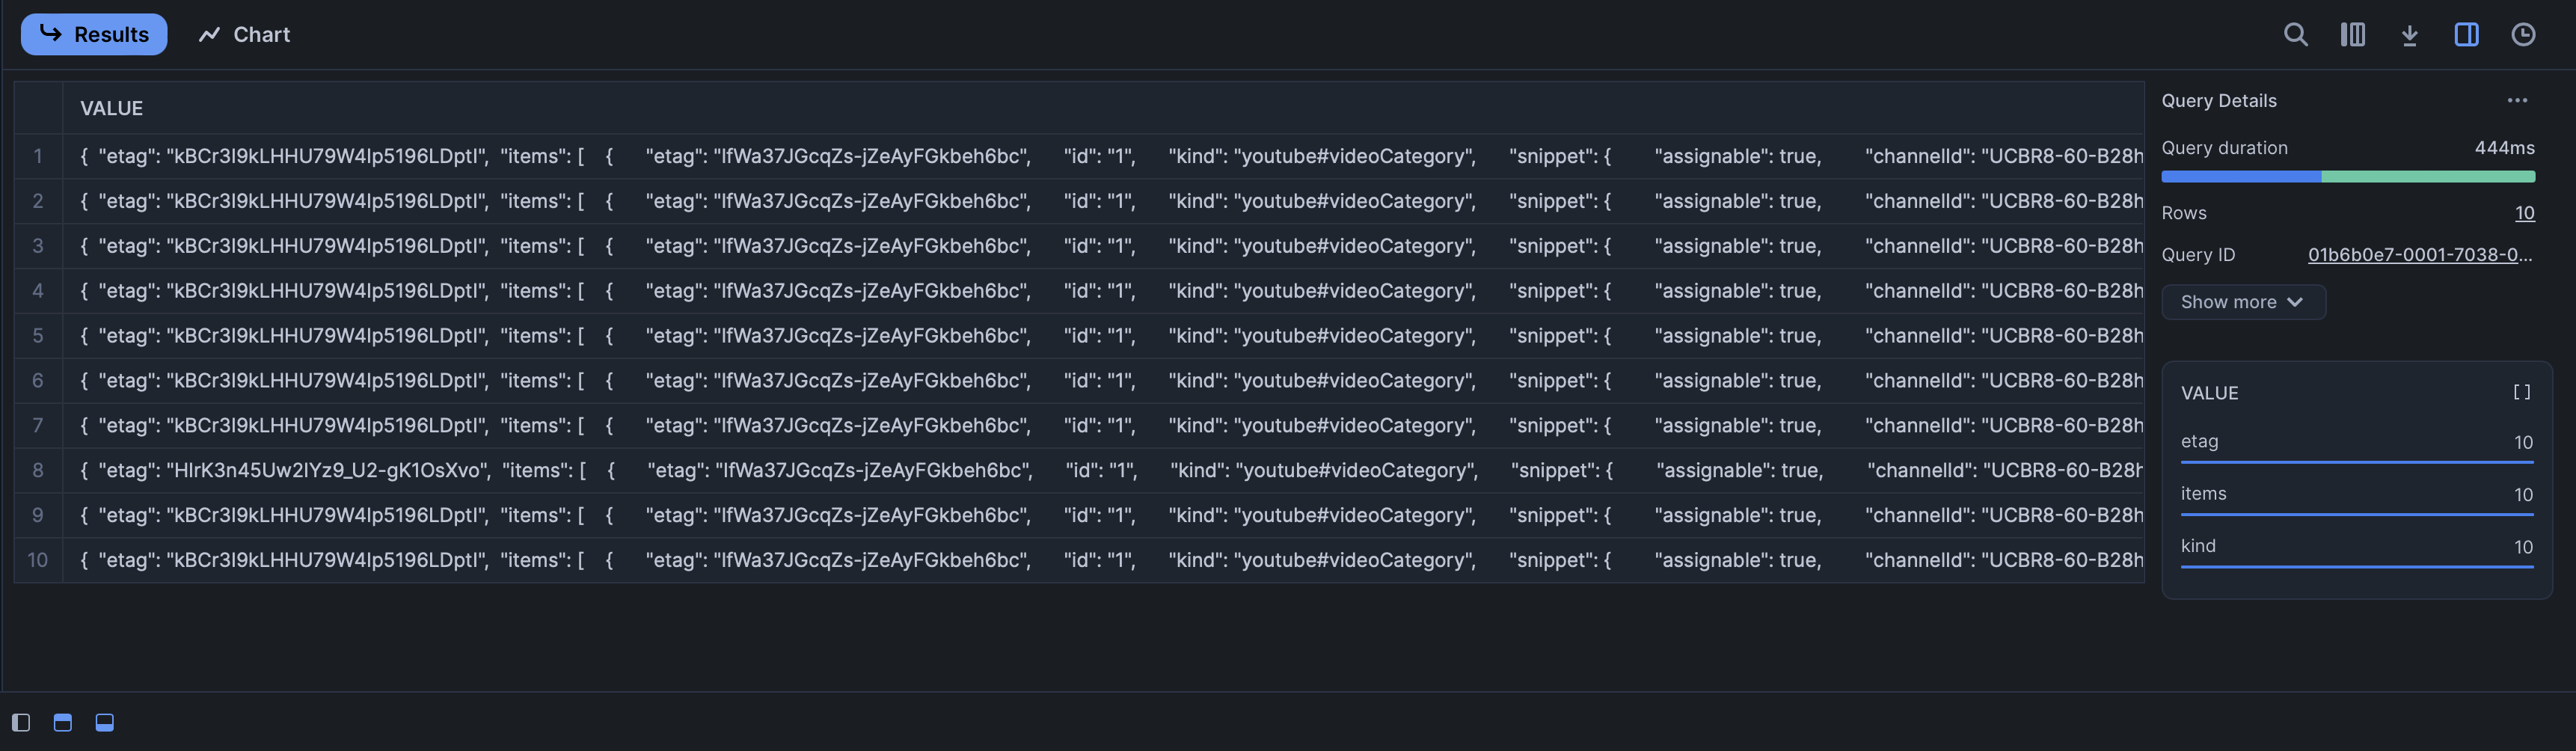 Results Chart
VALUE
1 { "etag": "kBCr3I9kLHHU79W4Ip5196LDptI", "items": [ { "etag": "IfWa37JGcqZs-jZeAyFGkbeh6bc", "id": "1", "kind": "youtube#videoCategory", "snippet": { "assignable": true, "channelId": "UCBR8-60-B28h
2 { "etag": "kBCr3I9kLHHU79W4Ip5196LDptI", "items": [ { "etag": "IfWa37JGcqZs-jZeAyFGkbeh6bc", "id": "1", "kind": "youtube#videoCategory", "snippet": { "assignable": true, "channelId": "UCBR8-60-B28h
3 { "etag": "kBCr3I9kLHHU79W4Ip5196LDptI", "items": [ { "etag": "IfWa37JGcqZs-jZeAyFGkbeh6bc", "id": "1", "kind": "youtube#videoCategory", "snippet": { "assignable": true, "channelId": "UCBR8-60-B28h
4 { "etag": "kBCr3I9kLHHU79W4Ip5196LDptI", "items": [ { "etag": "IfWa37JGcqZs-jZeAyFGkbeh6bc", "id": "1", "kind": "youtube#videoCategory", "snippet": { "assignable": true, "channelId": "UCBR8-60-B28h
5 { "etag": "kBCr3I9kLHHU79W4Ip5196LDptI", "items": [ { "etag": "IfWa37JGcqZs-jZeAyFGkbeh6bc", "id": "1", "kind": "youtube#videoCategory", "snippet": { "assignable": true, "channelId": "UCBR8-60-B28h
6 { "etag": "kBCr3I9kLHHU79W4Ip5196LDptI", "items": [ { "etag": "IfWa37JGcqZs-jZeAyFGkbeh6bc", "id": "1", "kind": "youtube#videoCategory", "snippet": { "assignable": true, "channelId": "UCBR8-60-B28h
7 { "etag": "kBCr3I9kLHHU79W4Ip5196LDptI", "items": [ { "etag": "IfWa37JGcqZs-jZeAyFGkbeh6bc", "id": "1", "kind": "youtube#videoCategory", "snippet": { "assignable": true, "channelId": "UCBR8-60-B28h
8 { "etag": "HIrK3n45Uw2IYz9_U2-gK1OsXvo", "items": [ { "etag": "IfWa37JGcqZs-jZeAyFGkbeh6bc", "id": "1", "kind": "youtube#videoCategory", "snippet": { "assignable": true, "channelId": "UCBR8-60-B28h
9 { "etag": "kBCr3I9kLHHU79W4Ip5196LDptI", "items": [ { "etag": "IfWa37JGcqZs-jZeAyFGkbeh6bc", "id": "1", "kind": "youtube#videoCategory", "snippet": { "assignable": true, "channelId": "UCBR8-60-B28h
10 { "etag": "kBCr3I9kLHHU79W4Ip5196LDptI", "items": [ { "etag": "IfWa37JGcqZs-jZeAyFGkbeh6bc", "id": "1", "kind": "youtube#videoCategory", "snippet": { "assignable": true, "channelId": "UCBR8-60-B28h
Query Details ...
Query duration 444ms
Rows 10
Query ID 01b6b0e7-0001-7038-0...
Show more
VALUE [ ]
etag 10
items 10
kind 10